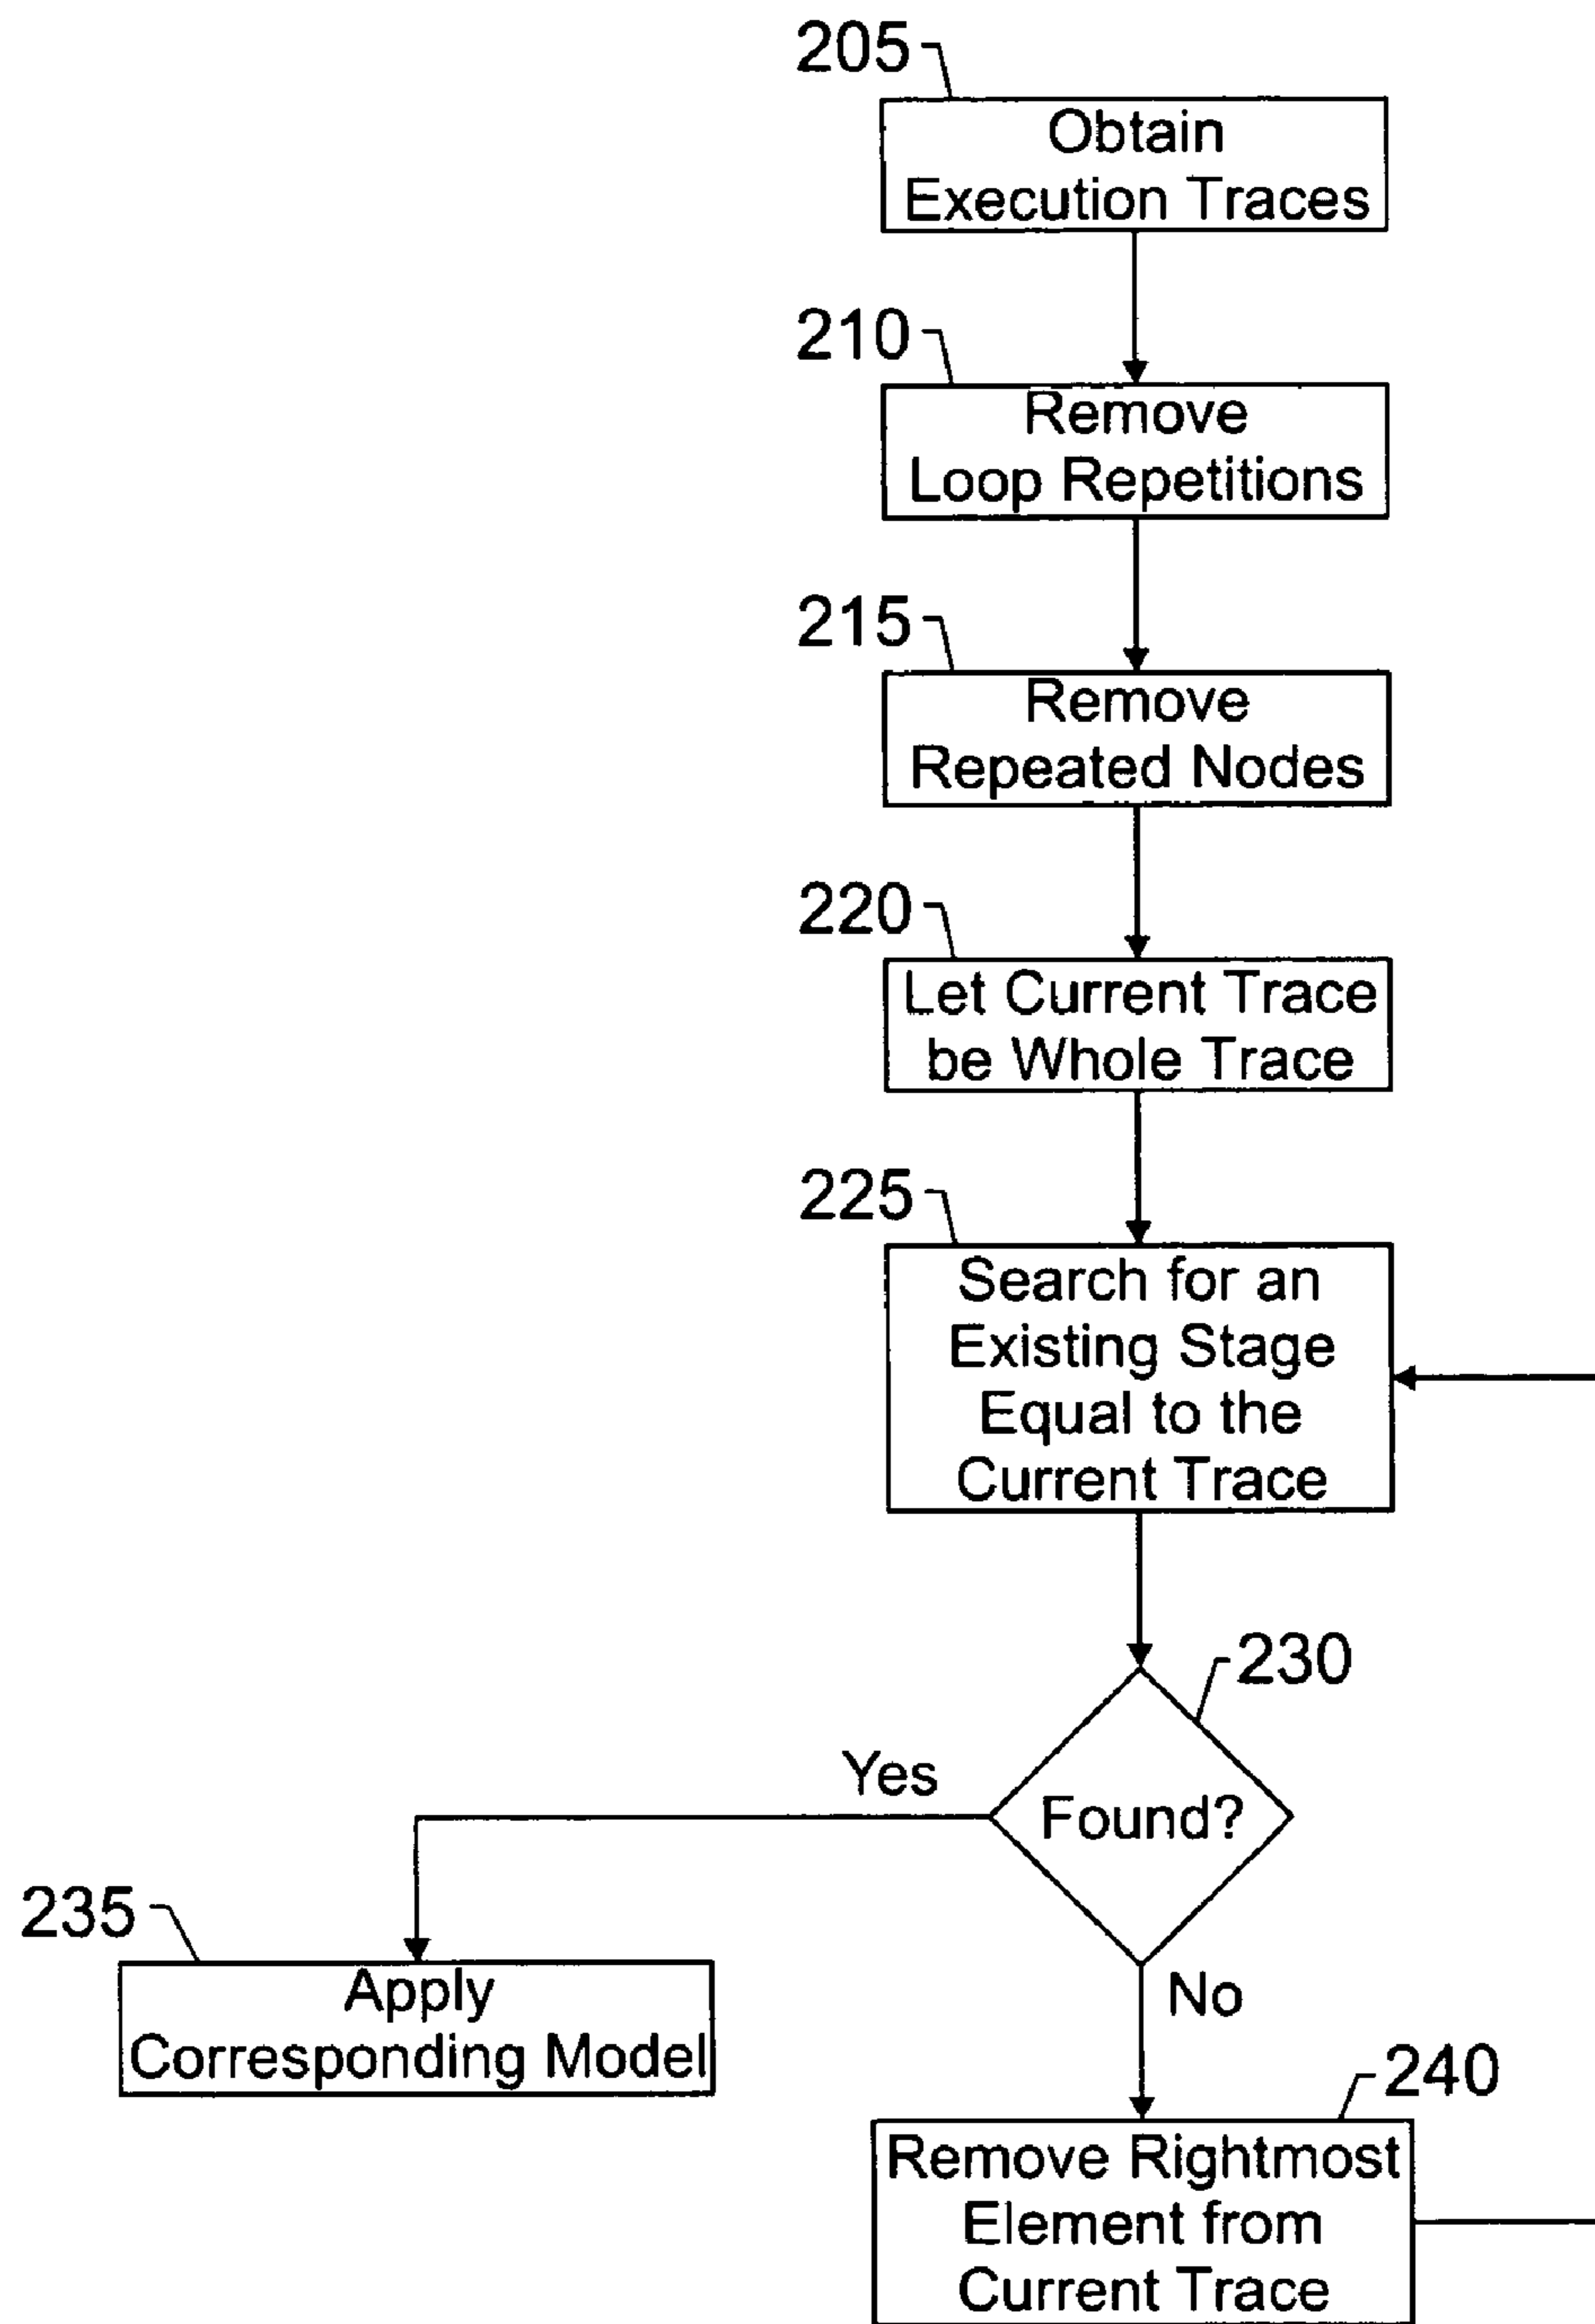 205
Obtain
Execution Traces
210
Remove
Loop Repetitions
215
Remove
Repeated Nodes
220
Let Current Trace
be Whole Trace
225
Search for an
Existing Stage
Equal to the
Current Trace
230
Found?
Yes
No
235
Apply
Corresponding Model
240
Remove Rightmost
Element from
Current Trace